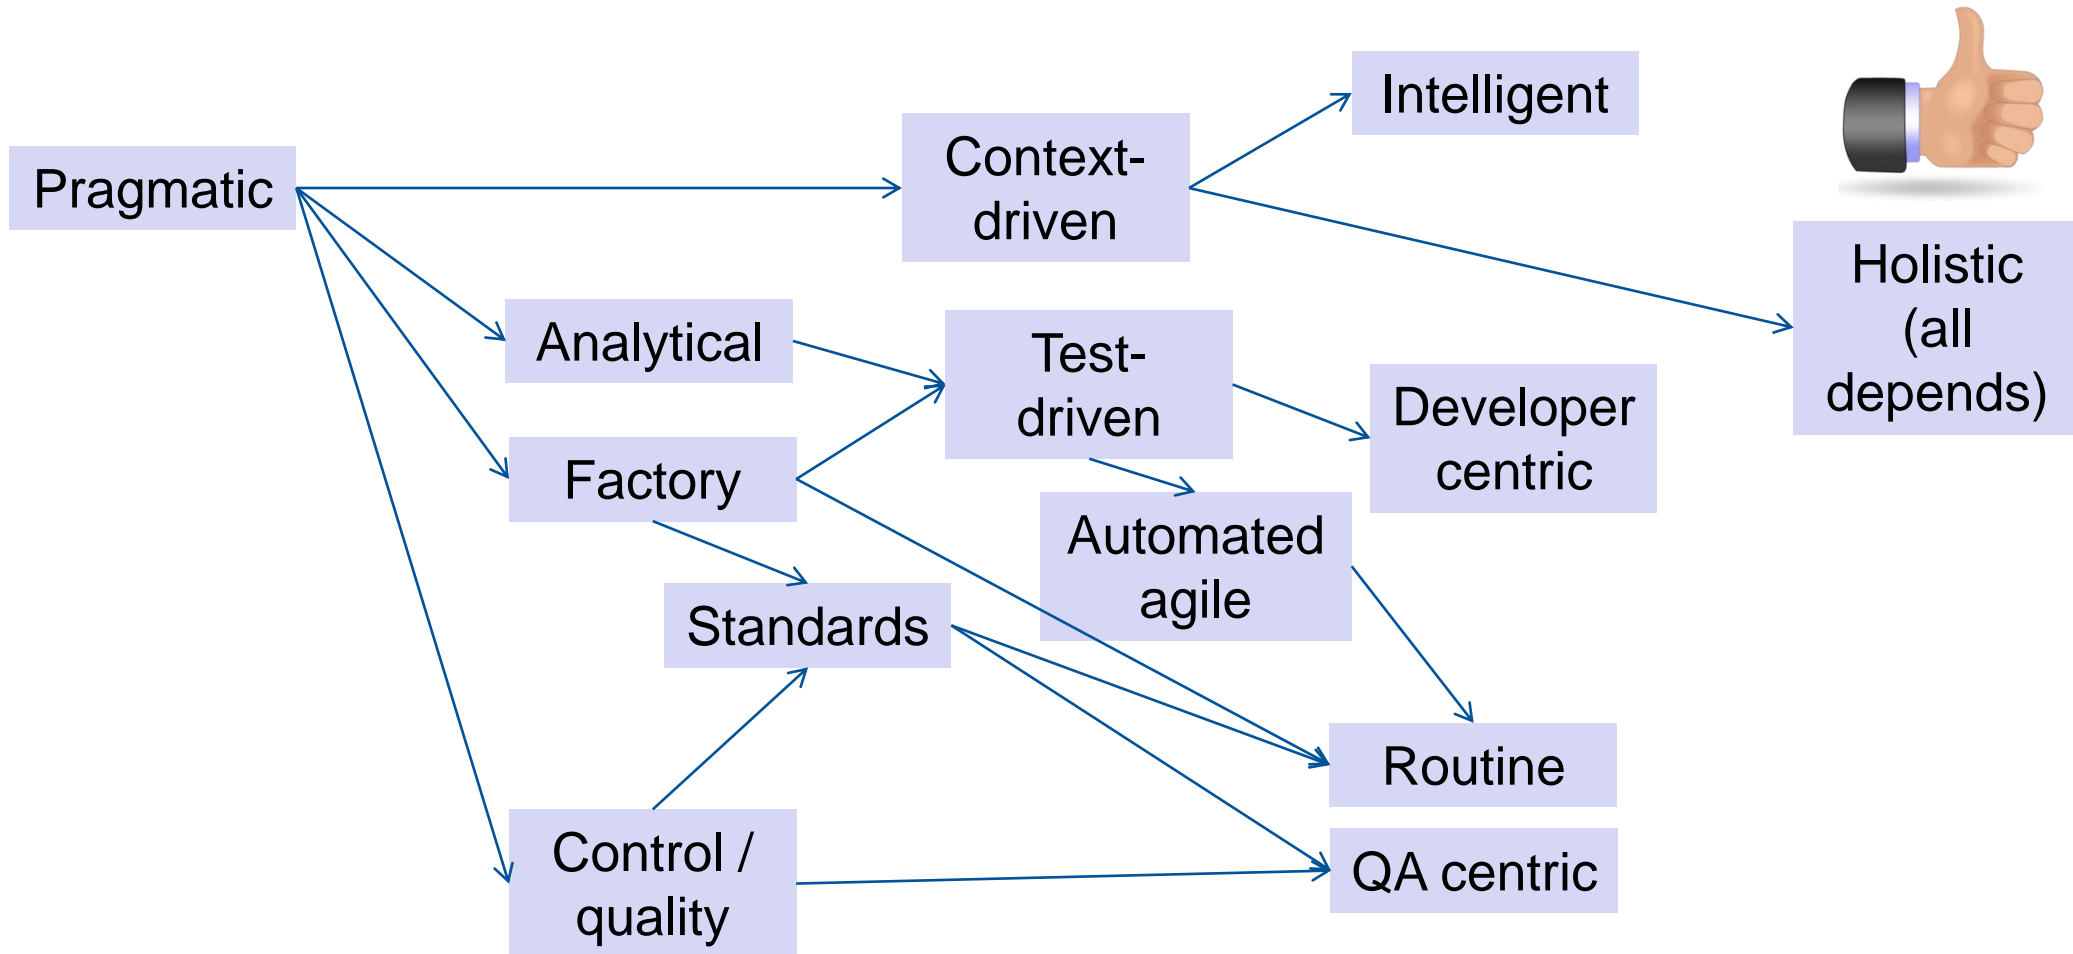 Pragmatic
Context-
driven
Intelligent
Holistic
(all
depends)
Analytical
Test-
driven
Developer
centric
Factory
Automated
agile
Standards
Routine
Control /
quality
QA centric